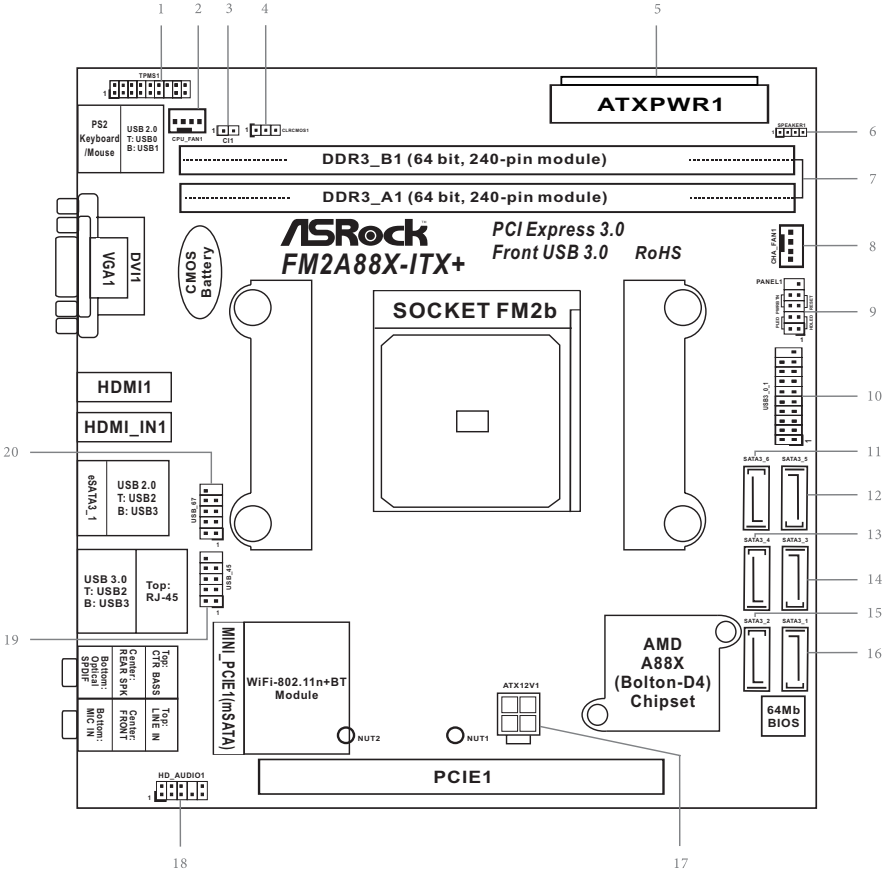 1
2
3
4
5
TPMS1
1
PS2
Keyboard
/Mouse
USB 2.0
T: USB0
B: USB1
CPU_FAN1
1
CI1
1
CLRCMOS1
ATXPWR1
SPEAKER1
1
6
DDR3_B1 (64 bit, 240-pin module)
7
DDR3_A1 (64 bit, 240-pin module)
VGA1
DVI1
CMOS
Battery
ASRock
FM2A88X-ITX+
PCI Express 3.0
Front USB 3.0
RoHS
CHA_FAN1
8
PANEL1
PLED
PWRBTN
HDLED
RESET
1
9
SOCKET FM2b
HDMI1
HDMI_IN1
USB3_0_1
1
10
20
11
SATA3_6
SATA3_5
12
eSATA3_1
USB 2.0
T: USB2
B: USB3
USB_67
1
13
SATA3_4
SATA3_3
14
USB 3.0
T: USB2
B: USB3
Top:
RJ-45
USB_45
1
15
SATA3_2
SATA3_1
16
19
Top:
CTR BASS
Center:
REAR SPK
Bottom:
Optical
SPDIF
Top:
LINE IN
Center:
FRONT
Bottom:
MIC IN
MINI_PCIE1(mSATA)
WiFi-802.11n+BT
Module
NUT2
NUT1
ATX12V1
AMD
A88X
(Bolton-D4)
Chipset
64Mb
BIOS
HD_AUDIO1
1
PCIE1
18
17